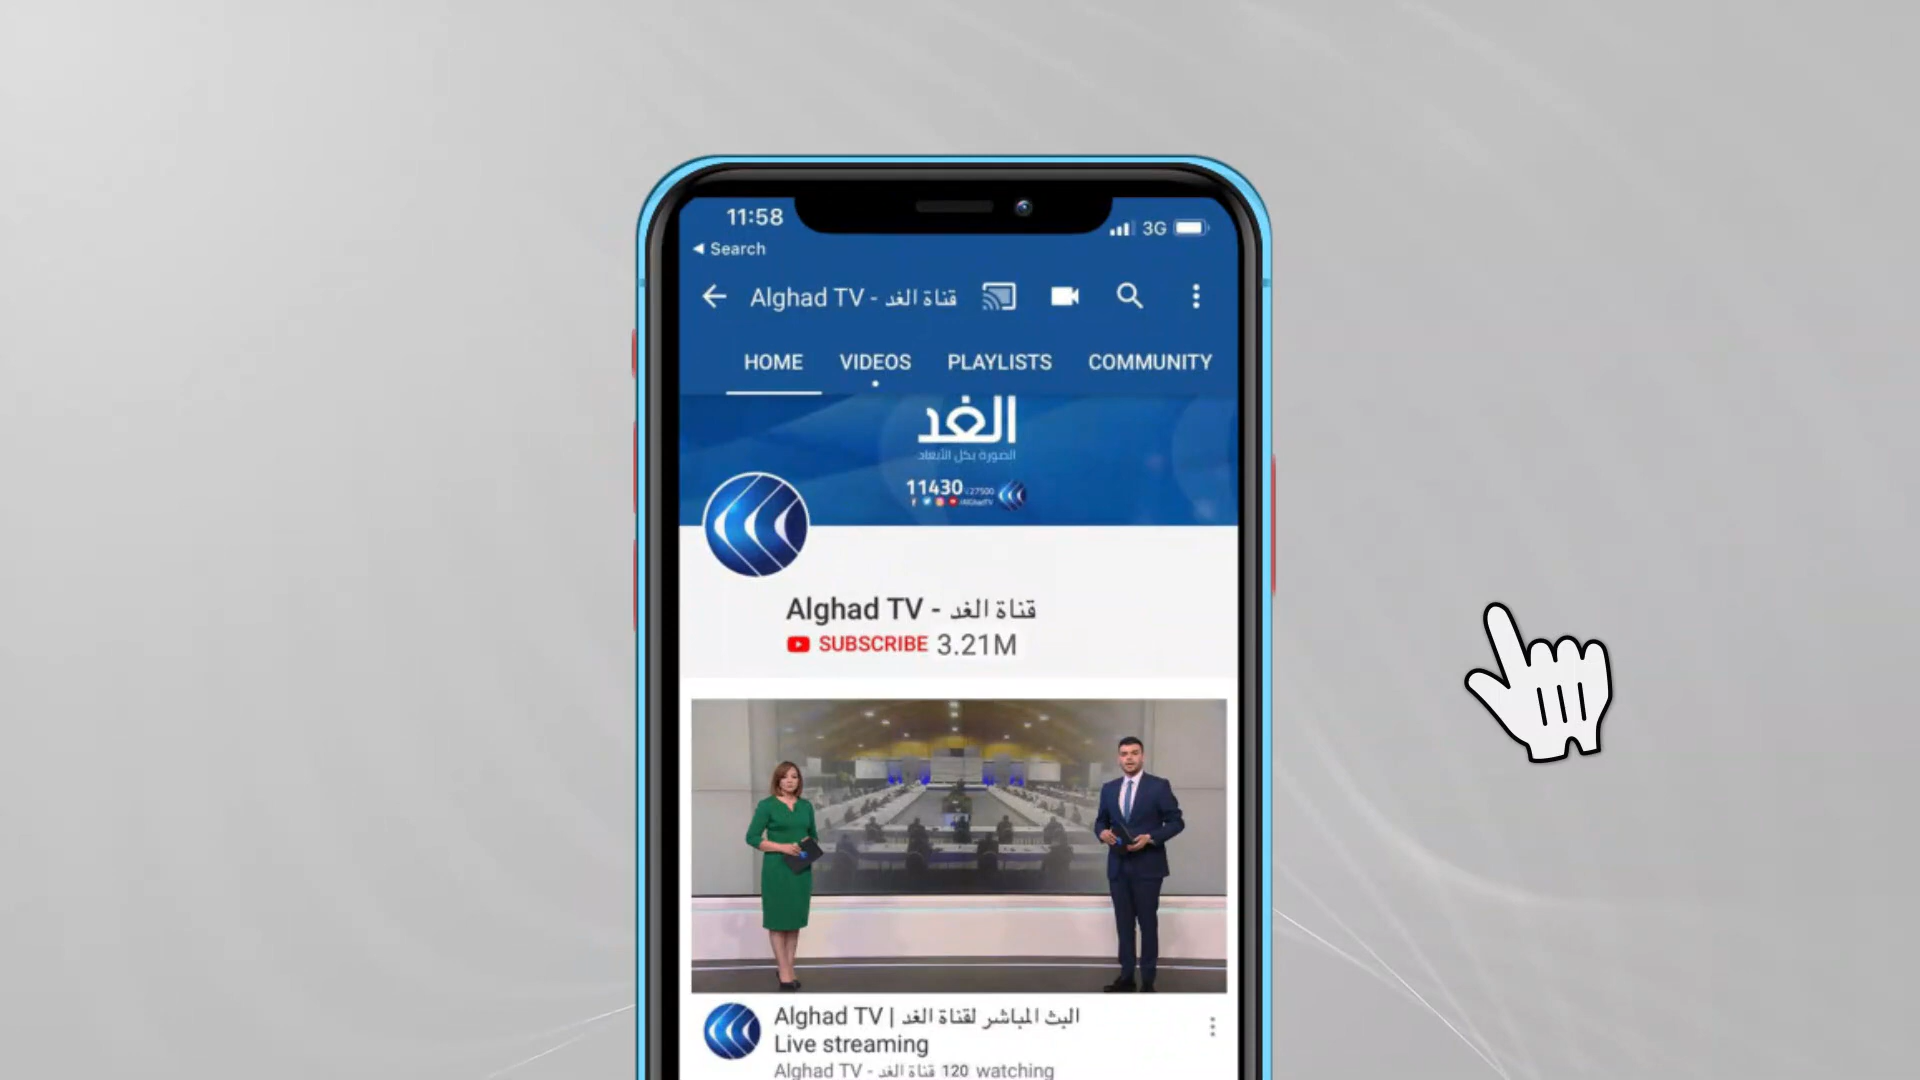 11:58
3G
Search
Alghad TV - قناة الغد
HOME VIDEOS PLAYLISTS COMMUNITY
الغد
الصورة بكل الأبعاد
11430 27500
/AlGhadTV
Alghad TV - قناة الغد
SUBSCRIBE 3.21M
Alghad TV | البث المباشر لقناة الغد
Live streaming
Alghad TV - قناة الغد 120 watching